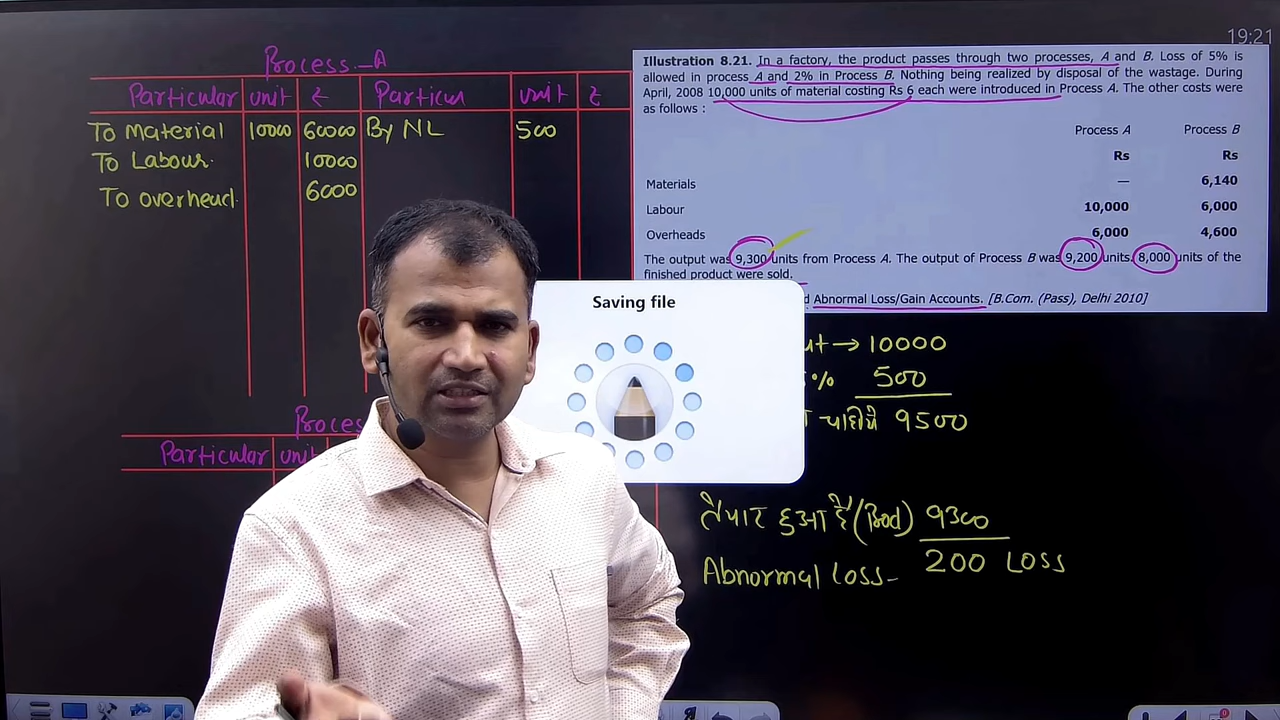 19:21
Process-A
Particular unit ₹ Particur unit ₹
To Material 10000 60000 By NL 500
To Labour. 10000
To overhead. 6000
Illustration 8.21. In a factory, the product passes through two processes, A and B. Loss of 5% is
allowed in process A and 2% in Process B. Nothing being realized by disposal of the wastage. During
April, 2008 10,000 units of material costing Rs 6 each were introduced in Process A. The other costs were
as follows :
Process A Process B
Rs Rs
Materials — 6,140
Labour 10,000 6,000
Overheads 6,000 4,600
The output was 9,300 units from Process A. The output of Process B was 9,200 units. 8,000 units of the
finished product were sold.
Abnormal Loss/Gain Accounts. [B.Com. (Pass), Delhi 2010]
Saving file
→ 10000
% 500
चाहिये 9500
Proces
Particular unit
तैयार हुआ है (Prod) 9300
Abnormal Loss- 200 Loss